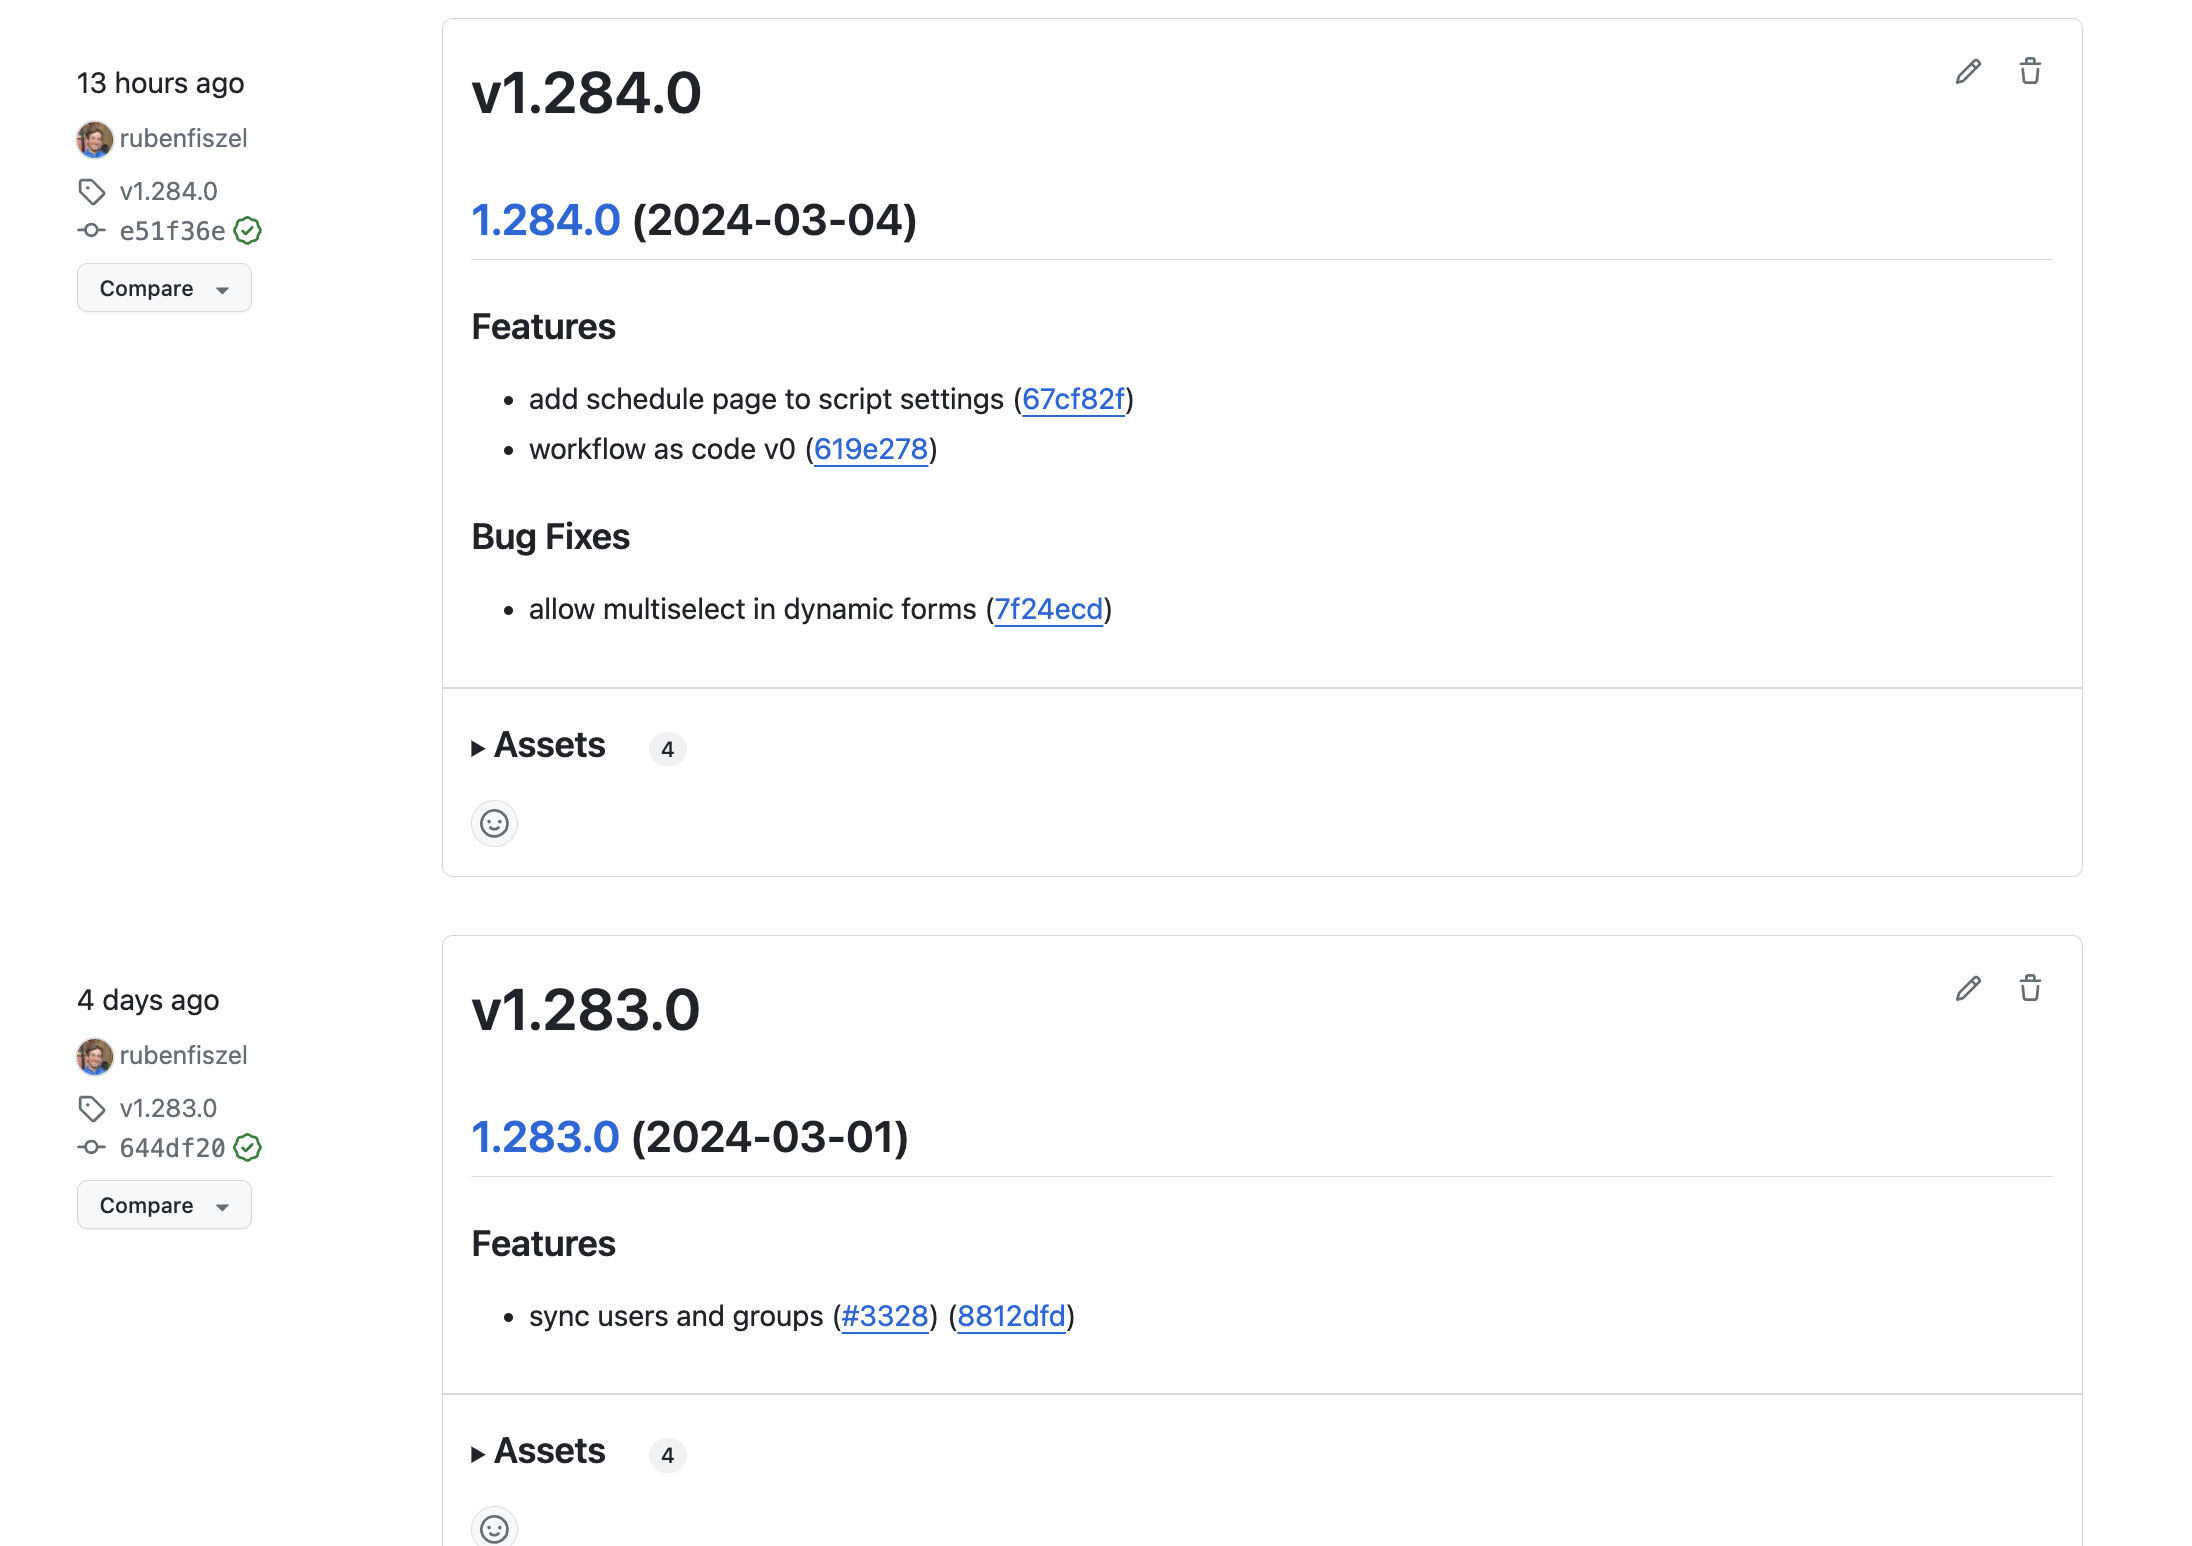 13 hours ago
rubenfiszel
v1.284.0
e51f36e
Compare
v1.284.0
1.284.0 (2024-03-04)
Features
• add schedule page to script settings (67cf82f)
• workflow as code v0 (619e278)
Bug Fixes
• allow multiselect in dynamic forms (7f24ecd)
Assets 4
4 days ago
rubenfiszel
v1.283.0
644df20
Compare
v1.283.0
1.283.0 (2024-03-01)
Features
• sync users and groups (#3328) (8812dfd)
Assets 4